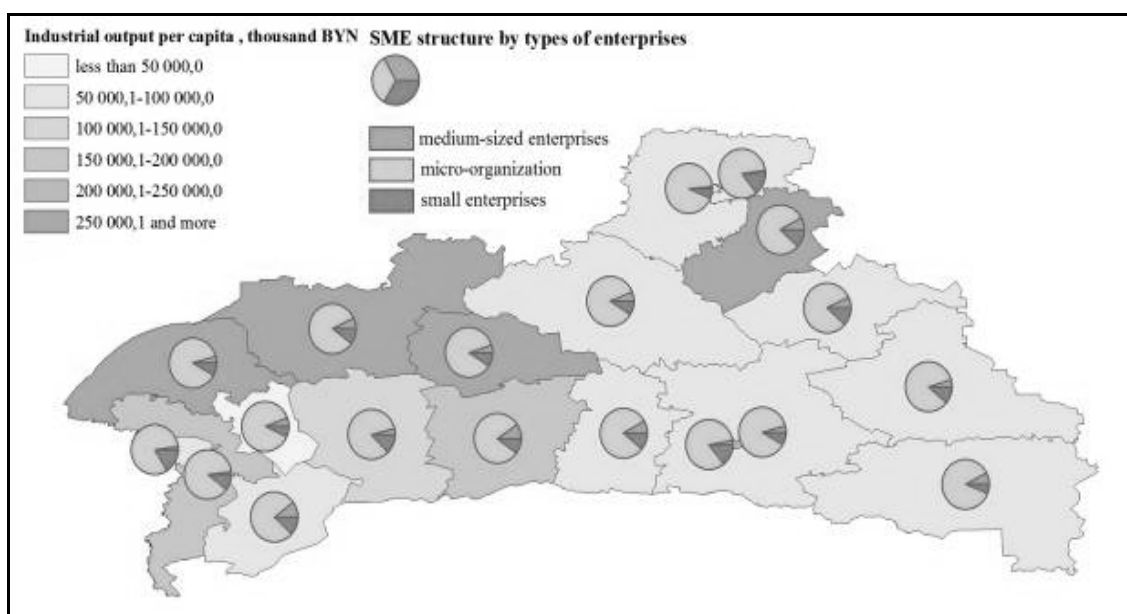 Industrial output per capita , thousand BYN
less than 50 000,0
50 000,1-100 000,0
100 000,1-150 000,0
150 000,1-200 000,0
200 000,1-250 000,0
250 000,1 and more
SME structure by types of enterprises
medium-sized enterprises
micro-organization
small enterprises